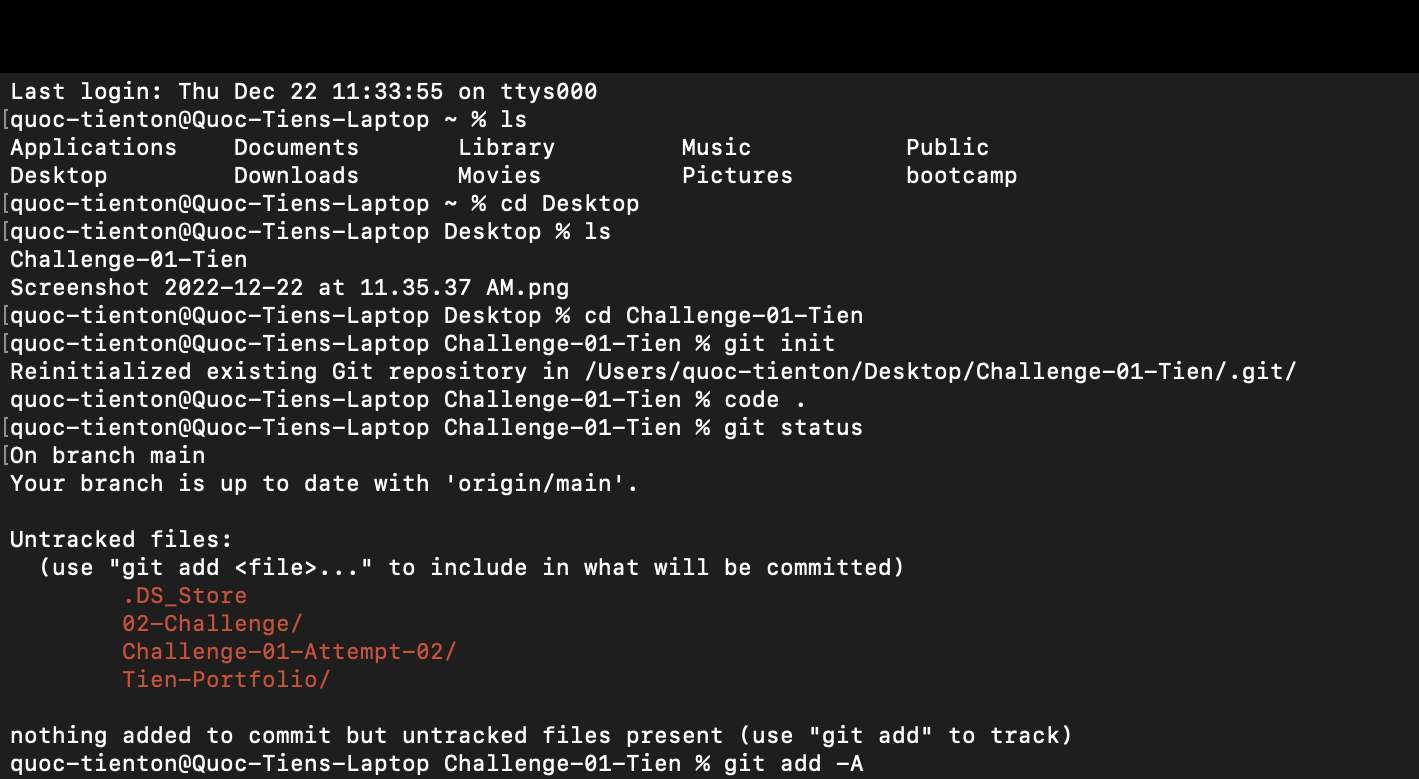 Last login: Thu Dec 22 11:33:55 on ttys000
[quoc-tienton@Quoc-Tiens-Laptop ~ % ls
Applications    Documents       Library         Music           Public
Desktop         Downloads       Movies          Pictures        bootcamp
[quoc-tienton@Quoc-Tiens-Laptop ~ % cd Desktop
[quoc-tienton@Quoc-Tiens-Laptop Desktop % ls
Challenge-01-Tien
Screenshot 2022-12-22 at 11.35.37 AM.png
[quoc-tienton@Quoc-Tiens-Laptop Desktop % cd Challenge-01-Tien
[quoc-tienton@Quoc-Tiens-Laptop Challenge-01-Tien % git init
Reinitialized existing Git repository in /Users/quoc-tienton/Desktop/Challenge-01-Tien/.git/
quoc-tienton@Quoc-Tiens-Laptop Challenge-01-Tien % code .
[quoc-tienton@Quoc-Tiens-Laptop Challenge-01-Tien % git status
[On branch main
Your branch is up to date with 'origin/main'.

Untracked files:
  (use "git add <file>..." to include in what will be committed)
        .DS_Store
        02-Challenge/
        Challenge-01-Attempt-02/
        Tien-Portfolio/

nothing added to commit but untracked files present (use "git add" to track)
quoc-tienton@Quoc-Tiens-Laptop Challenge-01-Tien % git add -A